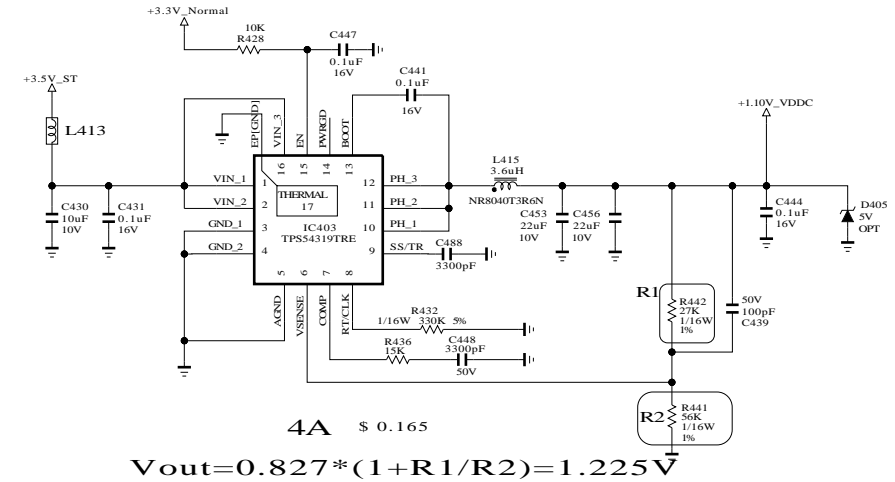 +3.3V_Normal
10K
R428
C447
0.1uF
16V
+3.5V_ST
L413
C441
0.1uF
16V
+1.10V_VDDC
EP[GND]
VIN_3
EN
PWRGD
BOOT
16
15
14
13
L415
3.6uH
NR8040T3R6N
VIN_1
1
THERMAL
17
12
PH_3
VIN_2
2
11
PH_2
GND_1
3
IC403
TPS54319TRE
10
PH_1
GND_2
4
9
SS/TR
C430
10uF
10V
C431
0.1uF
16V
C488
3300pF
C453
22uF
10V
C456
22uF
10V
C444
0.1uF
16V
D405
5V
OPT
5
6
7
8
AGND
VSENSE
COMP
RT/CLK
R1
R442
27K
1/16W
1%
50V
100pF
C439
R432
1/16W 330K 5%
R436
15K
C448
3300pF
50V
R2
R441
56K
1/16W
1%
4A $ 0.165
Vout=0.827*(1+R1/R2)=1.225V